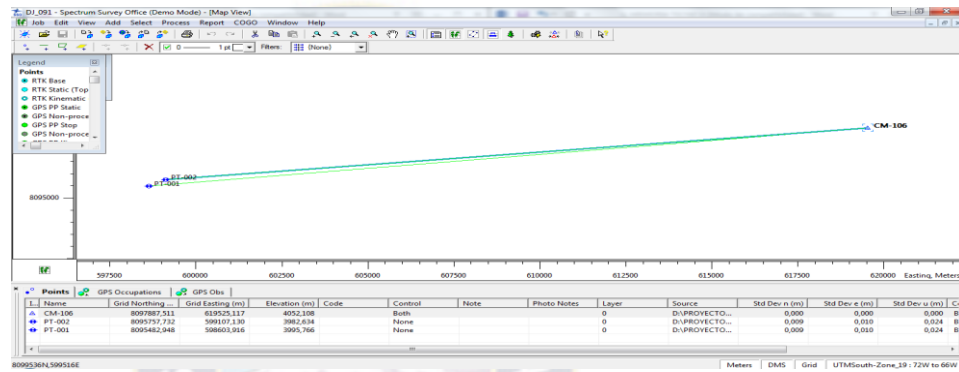 DJ_091 - Spectrum Survey Office (Demo Mode) - [Map View]
Job Edit View Add Select Process Report COGO Window Help
0 1 pt Filters: (None)
Legend
Points
RTK Base
RTK Static (Top
RTK Kinematic
GPS PP Static
GPS Non-proce
GPS PP Stop
GPS Non-proce
CM-106
PT-002
PT-001
8095000
597500 600000 602500 605000 607500 610000 612500 615000 617500 620000 Easting, Meters
Points GPS Occupations GPS Obs
I... Name Grid Northing ... Grid Easting (m) Elevation (m) Code Control Note Photo Notes Layer Source Std Dev n (m) Std Dev e (m) Std Dev u (m)
CM-106 8097887,511 619525,117 4052,108 Both 0 D:\PROYECTO... 0,000 0,000 0,000
PT-002 8095757,732 599107,130 3982,634 None 0 D:\PROYECTO... 0,009 0,010 0,024
PT-001 8095482,948 598603,916 3995,766 None 0 D:\PROYECTO... 0,009 0,010 0,024
8099536N,599516E Meters DMS Grid UTMSouth-Zone_19 : 72W to 66W